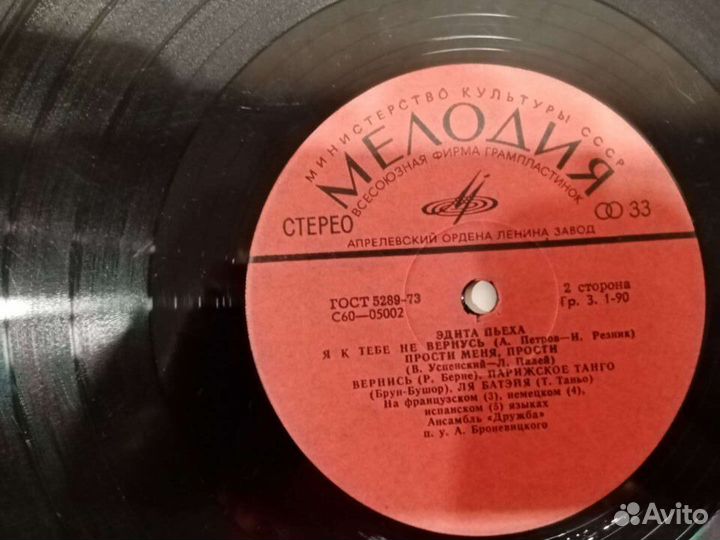 МИНИСТЕРСТВО КУЛЬТУРЫ СССР
МЕЛОДИЯ
ВСЕСОЮЗНАЯ ФИРМА ГРАМПЛАСТИНОК
СТЕРЕО
33
АПРЕЛЕВСКИЙ ОРДЕНА ЛЕНИНА ЗАВОД
ГОСТ 5289-73
2 сторона
С60—05002
Гр. 3. 1-90
ЭДИТА ПЬЕХА
Я К ТЕБЕ НЕ ВЕРНУСЬ (А. Петров—И. Резник)
ПРОСТИ МЕНЯ, ПРОСТИ
(В. Успенский—Л. Палей)
ВЕРНИСЬ (Р. Берне), ПАРИЖСКОЕ ТАНГО
(Брун-Бушор), ЛЯ БАТЭЙЯ (Т. Таньо)
На французском (3), немецком (4),
испанском (5) языках
Ансамбль «Дружба»
п. у А. Броневицкого
Avito